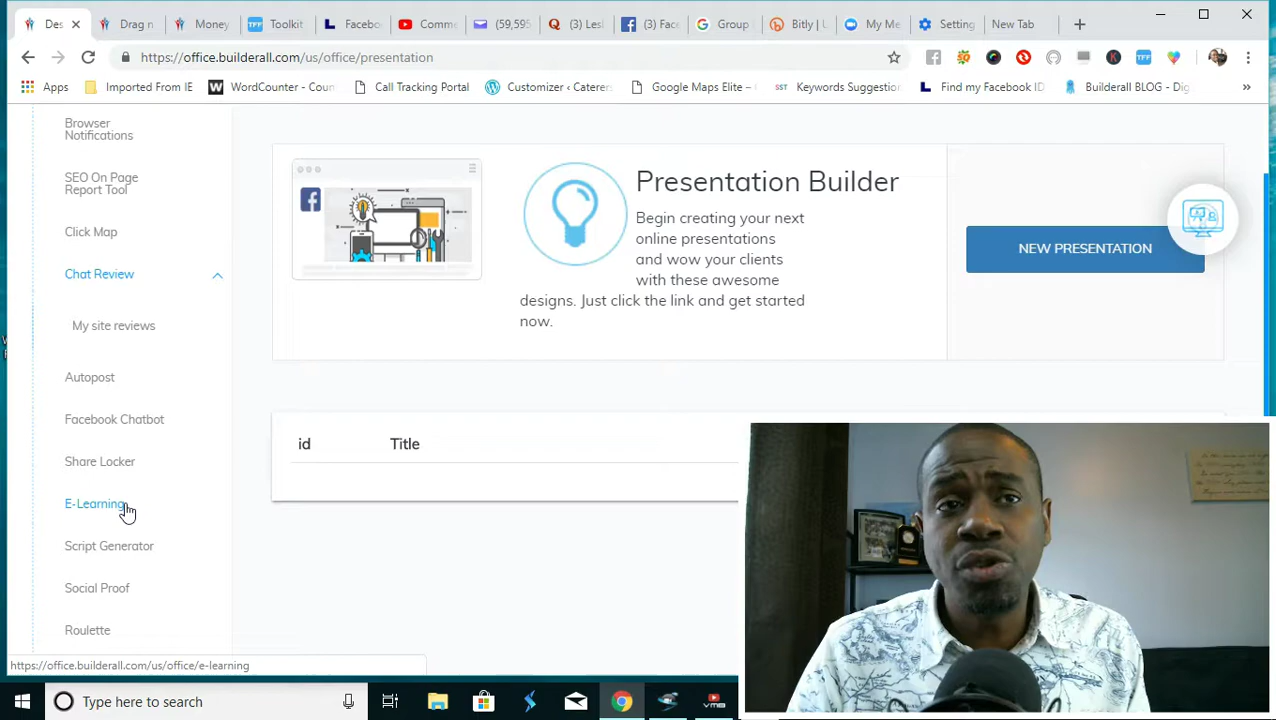 Des
Drag n
Money
Toolkit
Facebo
Comme
(59,595
(3) Lesl
(3) Face
Group
Bitly | U
My Me
Setting
New Tab
https://office.builderall.com/us/office/presentation
Apps
Imported From IE
WordCounter - Coun
Call Tracking Portal
Customizer ‹ Caterers
Google Maps Elite –
Keywords Suggestion
Find my Facebook ID
Builderall BLOG - Dig
Browser
Notifications
SEO On Page
Report Tool
Click Map
Chat Review
My site reviews
Autopost
Facebook Chatbot
Share Locker
E-Learning
Script Generator
Social Proof
Roulette
Presentation Builder
Begin creating your next
online presentations
and wow your clients
with these awesome
designs. Just click the link and get started
now.
NEW PRESENTATION
id
Title
https://office.builderall.com/us/office/e-learning
Type here to search
VMB